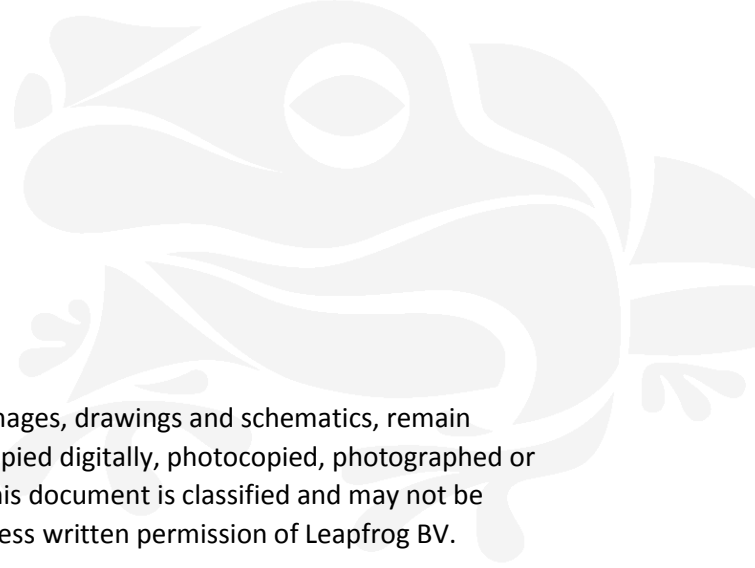 mages, drawings and schematics, remain
pied digitally, photocopied, photographed or
is document is classified and may not be
ess written permission of Leapfrog BV.